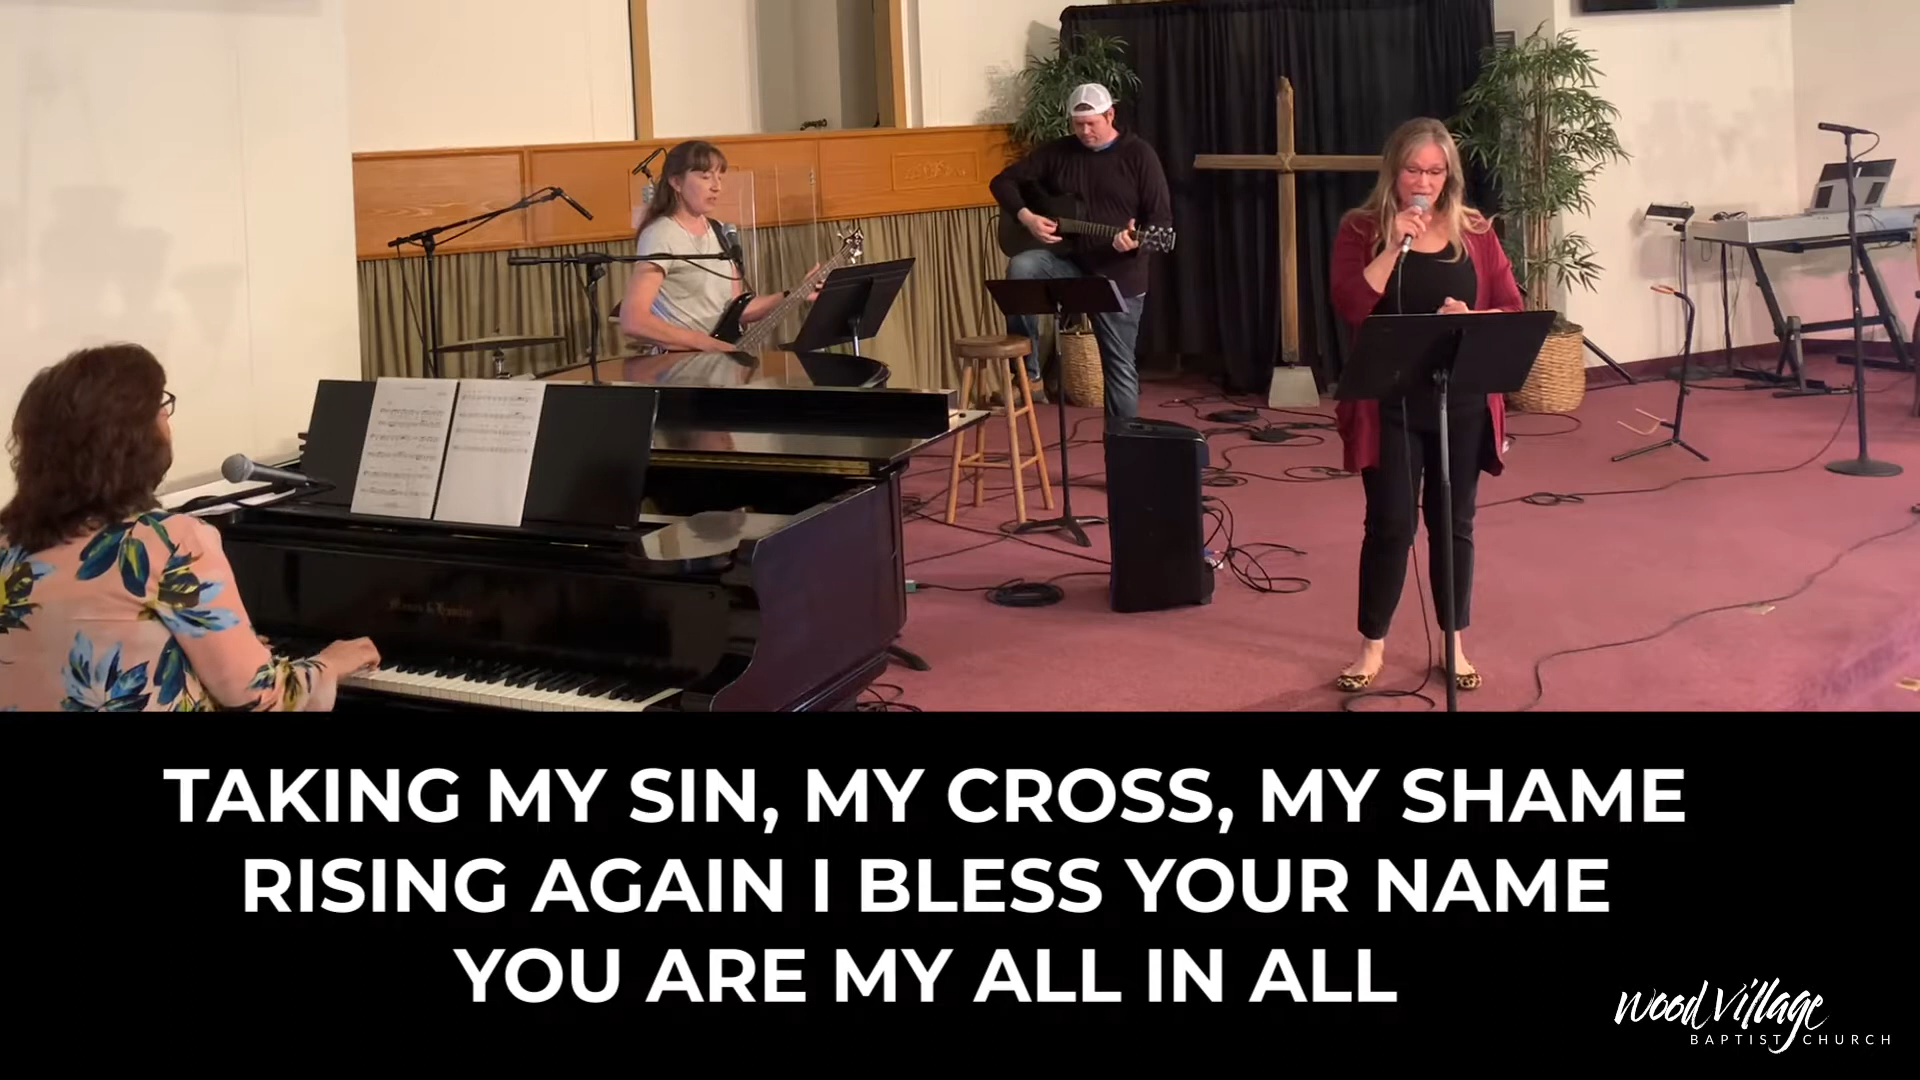 TAKING MY SIN, MY CROSS, MY SHAME
RISING AGAIN I BLESS YOUR NAME
YOU ARE MY ALL IN ALL
Wood Village
BAPTIST CHURCH